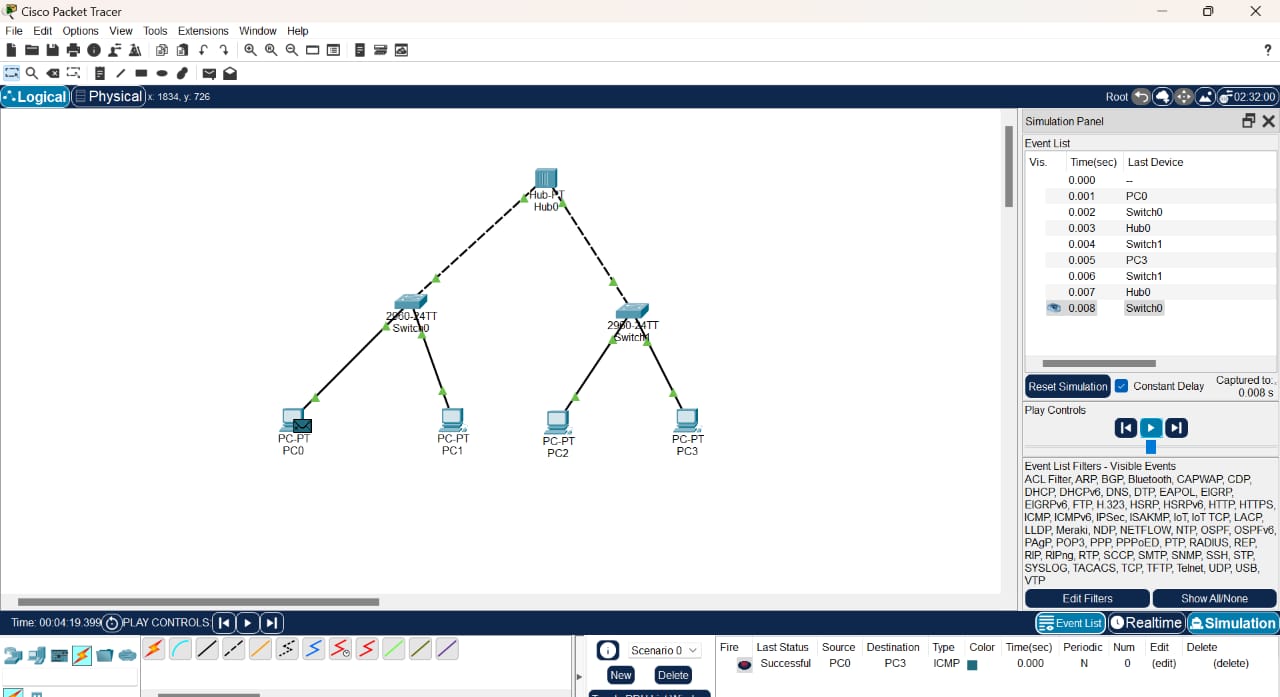 Cisco Packet Tracer
File Edit Options View Tools Extensions Window Help
?
Logical Physical x: 1834, y: 726
Root 02:32:00
Hub-PT
Hub0
2960-24TT
Switch0
2960-24TT
Switch1
PC-PT
PC0
PC-PT
PC1
PC-PT
PC2
PC-PT
PC3
Simulation Panel
Event List
Vis. Time(sec) Last Device
0.000 --
0.001 PC0
0.002 Switch0
0.003 Hub0
0.004 Switch1
0.005 PC3
0.006 Switch1
0.007 Hub0
0.008 Switch0
Reset Simulation Constant Delay Captured to:
0.008 s
Play Controls
Event List Filters - Visible Events
ACL Filter, ARP, BGP, Bluetooth, CAPWAP, CDP,
DHCP, DHCPv6, DNS, DTP, EAPOL, EIGRP,
EIGRPv6, FTP, H.323, HSRP, HSRPv6, HTTP, HTTPS,
ICMP, ICMPv6, IPSec, ISAKMP, IoT, IoT TCP, LACP,
LLDP, Meraki, NDP, NETFLOW, NTP, OSPF, OSPFv6,
PAgP, POP3, PPP, PPPoED, PTP, RADIUS, REP,
RIP, RIPng, RTP, SCCP, SMTP, SNMP, SSH, STP,
SYSLOG, TACACS, TCP, TFTP, Telnet, UDP, USB,
VTP
Edit Filters Show All/None
Time: 00:04:19.399 PLAY CONTROLS:
Event List Realtime Simulation
Scenario 0
New Delete
Fire Last Status Source Destination Type Color Time(sec) Periodic Num Edit Delete
Successful PC0 PC3 ICMP 0.000 N 0 (edit) (delete)